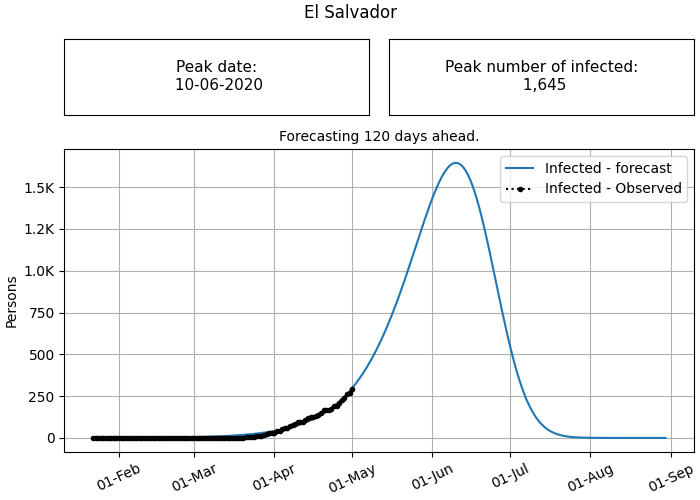 El Salvador
Peak date:
10-06-2020
Peak number of infected:
1,645
Forecasting 120 days ahead.
Infected - forecast
Infected - Observed
1.5K
1.2K
1.0K
750
500
250
0
Persons
01-Feb
01-Mar
01-Apr
01-May
01-Jun
01-Jul
01-Aug
01-Sep